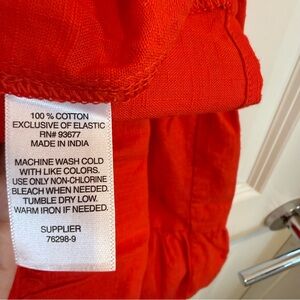 100 % COTTON
EXCLUSIVE OF ELASTIC
RN# 93677
MADE IN INDIA
MACHINE WASH COLD
WITH LIKE COLORS.
USE ONLY NON-CHLORINE
BLEACH WHEN NEEDED.
TUMBLE DRY LOW.
WARM IRON IF NEEDED.
SUPPLIER
76298-9